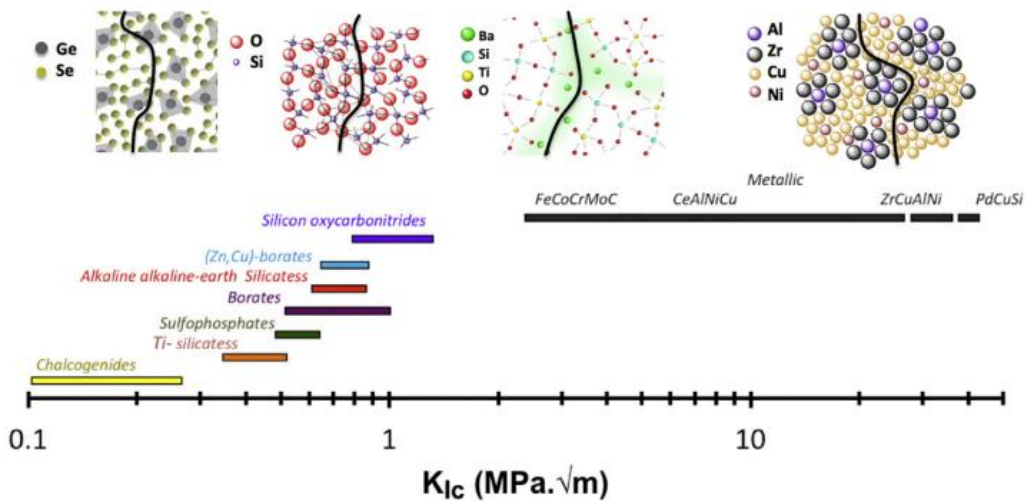 Ge
Se
O
Si
Ba
Si
Ti
O
Al
Zr
Cu
Ni
Metallic
FeCoCrMoC CeAlNiCu ZrCuAlNi PdCuSi
Silicon oxycarbonitrides
(Zn,Cu)-borates
Alkaline alkaline-earth Silicatess
Borates
Sulfophosphates
Ti- silicatess
Chalcogenides
0.1 1 10
KIc (MPa.√m)